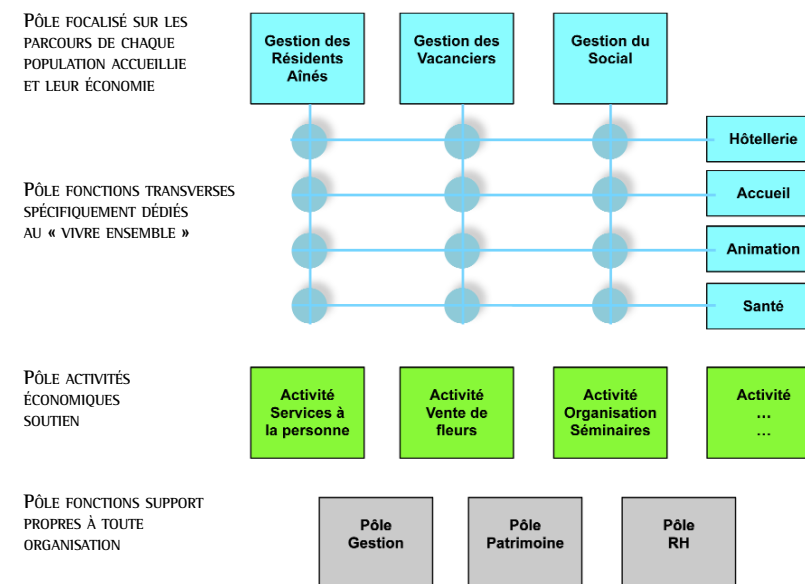 Pôle focalisé sur les
parcours de chaque
population accueillie
et leur économie
Gestion des
Résidents
Aînés
Gestion des
Vacanciers
Gestion du
Social
Hôtellerie
Pôle fonctions transverses
spécifiquement dédiés
au « vivre ensemble »
Accueil
Animation
Santé
Pôle activités
économiques
soutien
Activité
Services à
la personne
Activité
Vente de
fleurs
Activité
Organisation
Séminaires
Activité
...
...
Pôle fonctions support
propres à toute
organisation
Pôle
Gestion
Pôle
Patrimoine
Pôle
RH